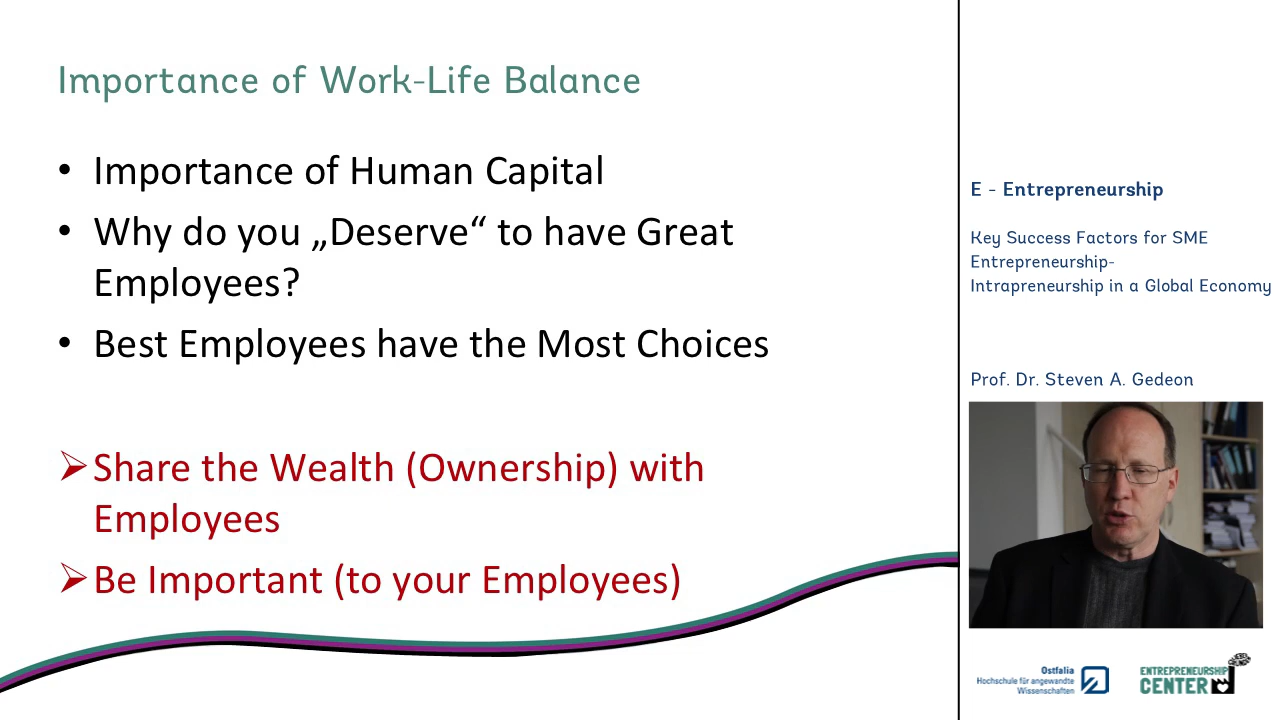 Importance of Work-Life Balance
• Importance of Human Capital
• Why do you „Deserve“ to have Great
Employees?
• Best Employees have the Most Choices
➢Share the Wealth (Ownership) with
Employees
➢Be Important (to your Employees)
E - Entrepreneurship
Key Success Factors for SME
Entrepreneurship-
Intrapreneurship in a Global Economy
Prof. Dr. Steven A. Gedeon
Ostfalia
Hochschule für angewandte
Wissenschaften
ENTREPRENEURSHIP
CENTER